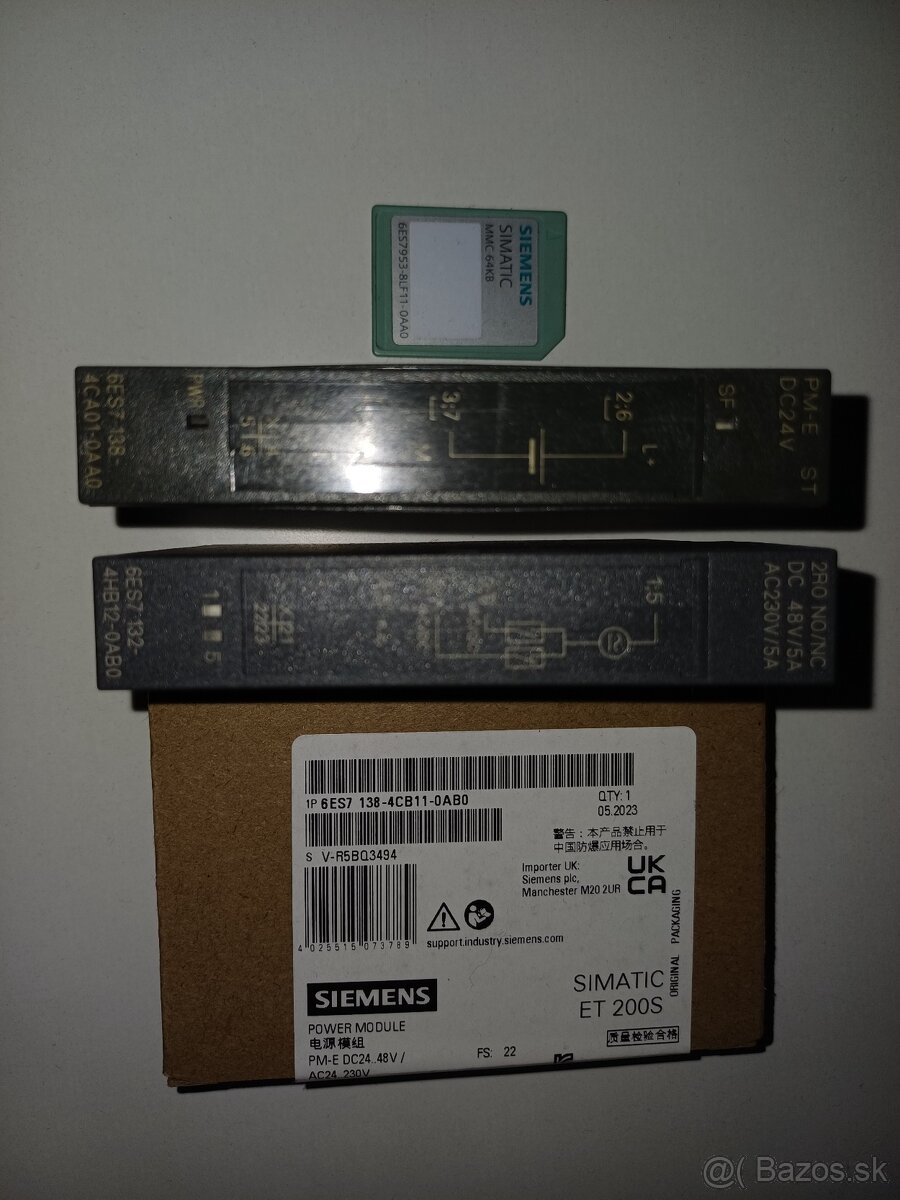 SIEMENS
SIMATIC
MMC 64KB
6ES7953-8LF11-0AA0
PM-E ST
DC24V
SF
2;6
L+
3;7
M
PWR
6ES7 138-
4CA01-0AA0
2RO NO/NC
DC 48V/5A
AC230V/5A
1;5
1
5
6ES7 132-
4HB12-0AB0
1P 6ES7 138-4CB11-0AB0
QTY: 1
05.2023
S V-R5BQ3494
警告：本产品禁止用于
中国防爆应用场合。
Importer UK:
Siemens plc,
Manchester M20 2UR
UK
CA
4 025515 073789
support.industry.siemens.com
ORIGINAL PACKAGING
SIEMENS
SIMATIC
ET 200S
POWER MODULE
电源模组
质量检验合格
PM-E DC24..48V /
FS: 22
AC24..230V
@( Bazos.sk